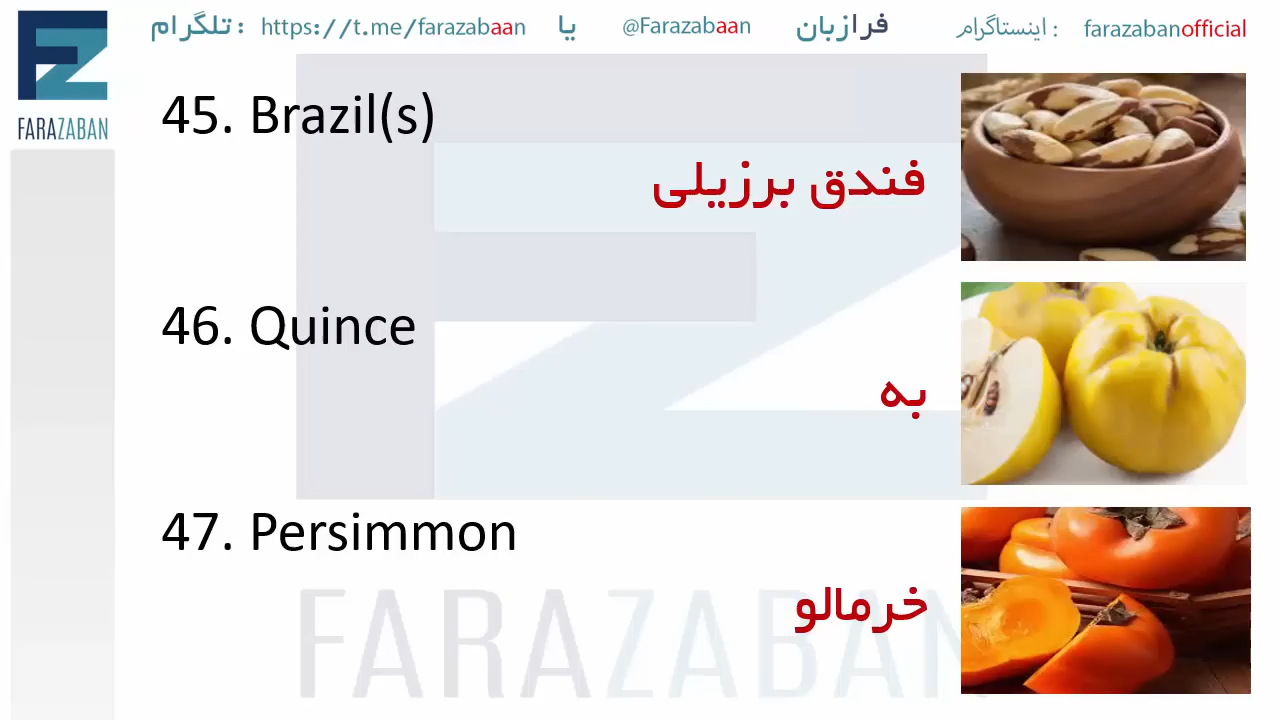 تلگرام : https://t.me/farazabaan یا @Farazabaan فرازبان اینستاگرام : farazabanofficial
FARAZABAN
45. Brazil(s)
فندق برزیلی
46. Quince
به
47. Persimmon
خرمالو
FARAZABAN